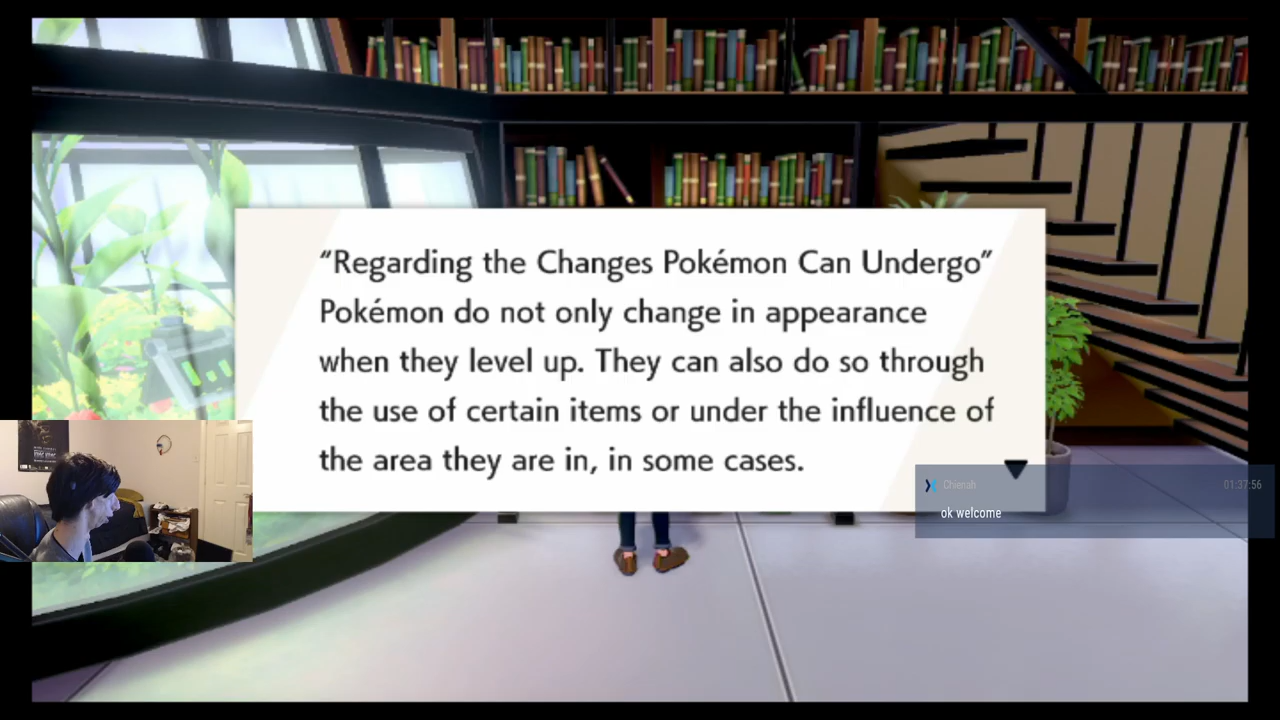 “Regarding the Changes Pokémon Can Undergo”
Pokémon do not only change in appearance
when they level up. They can also do so through
the use of certain items or under the influence of
the area they are in, in some cases.
Chienah 01:37:56
ok welcome